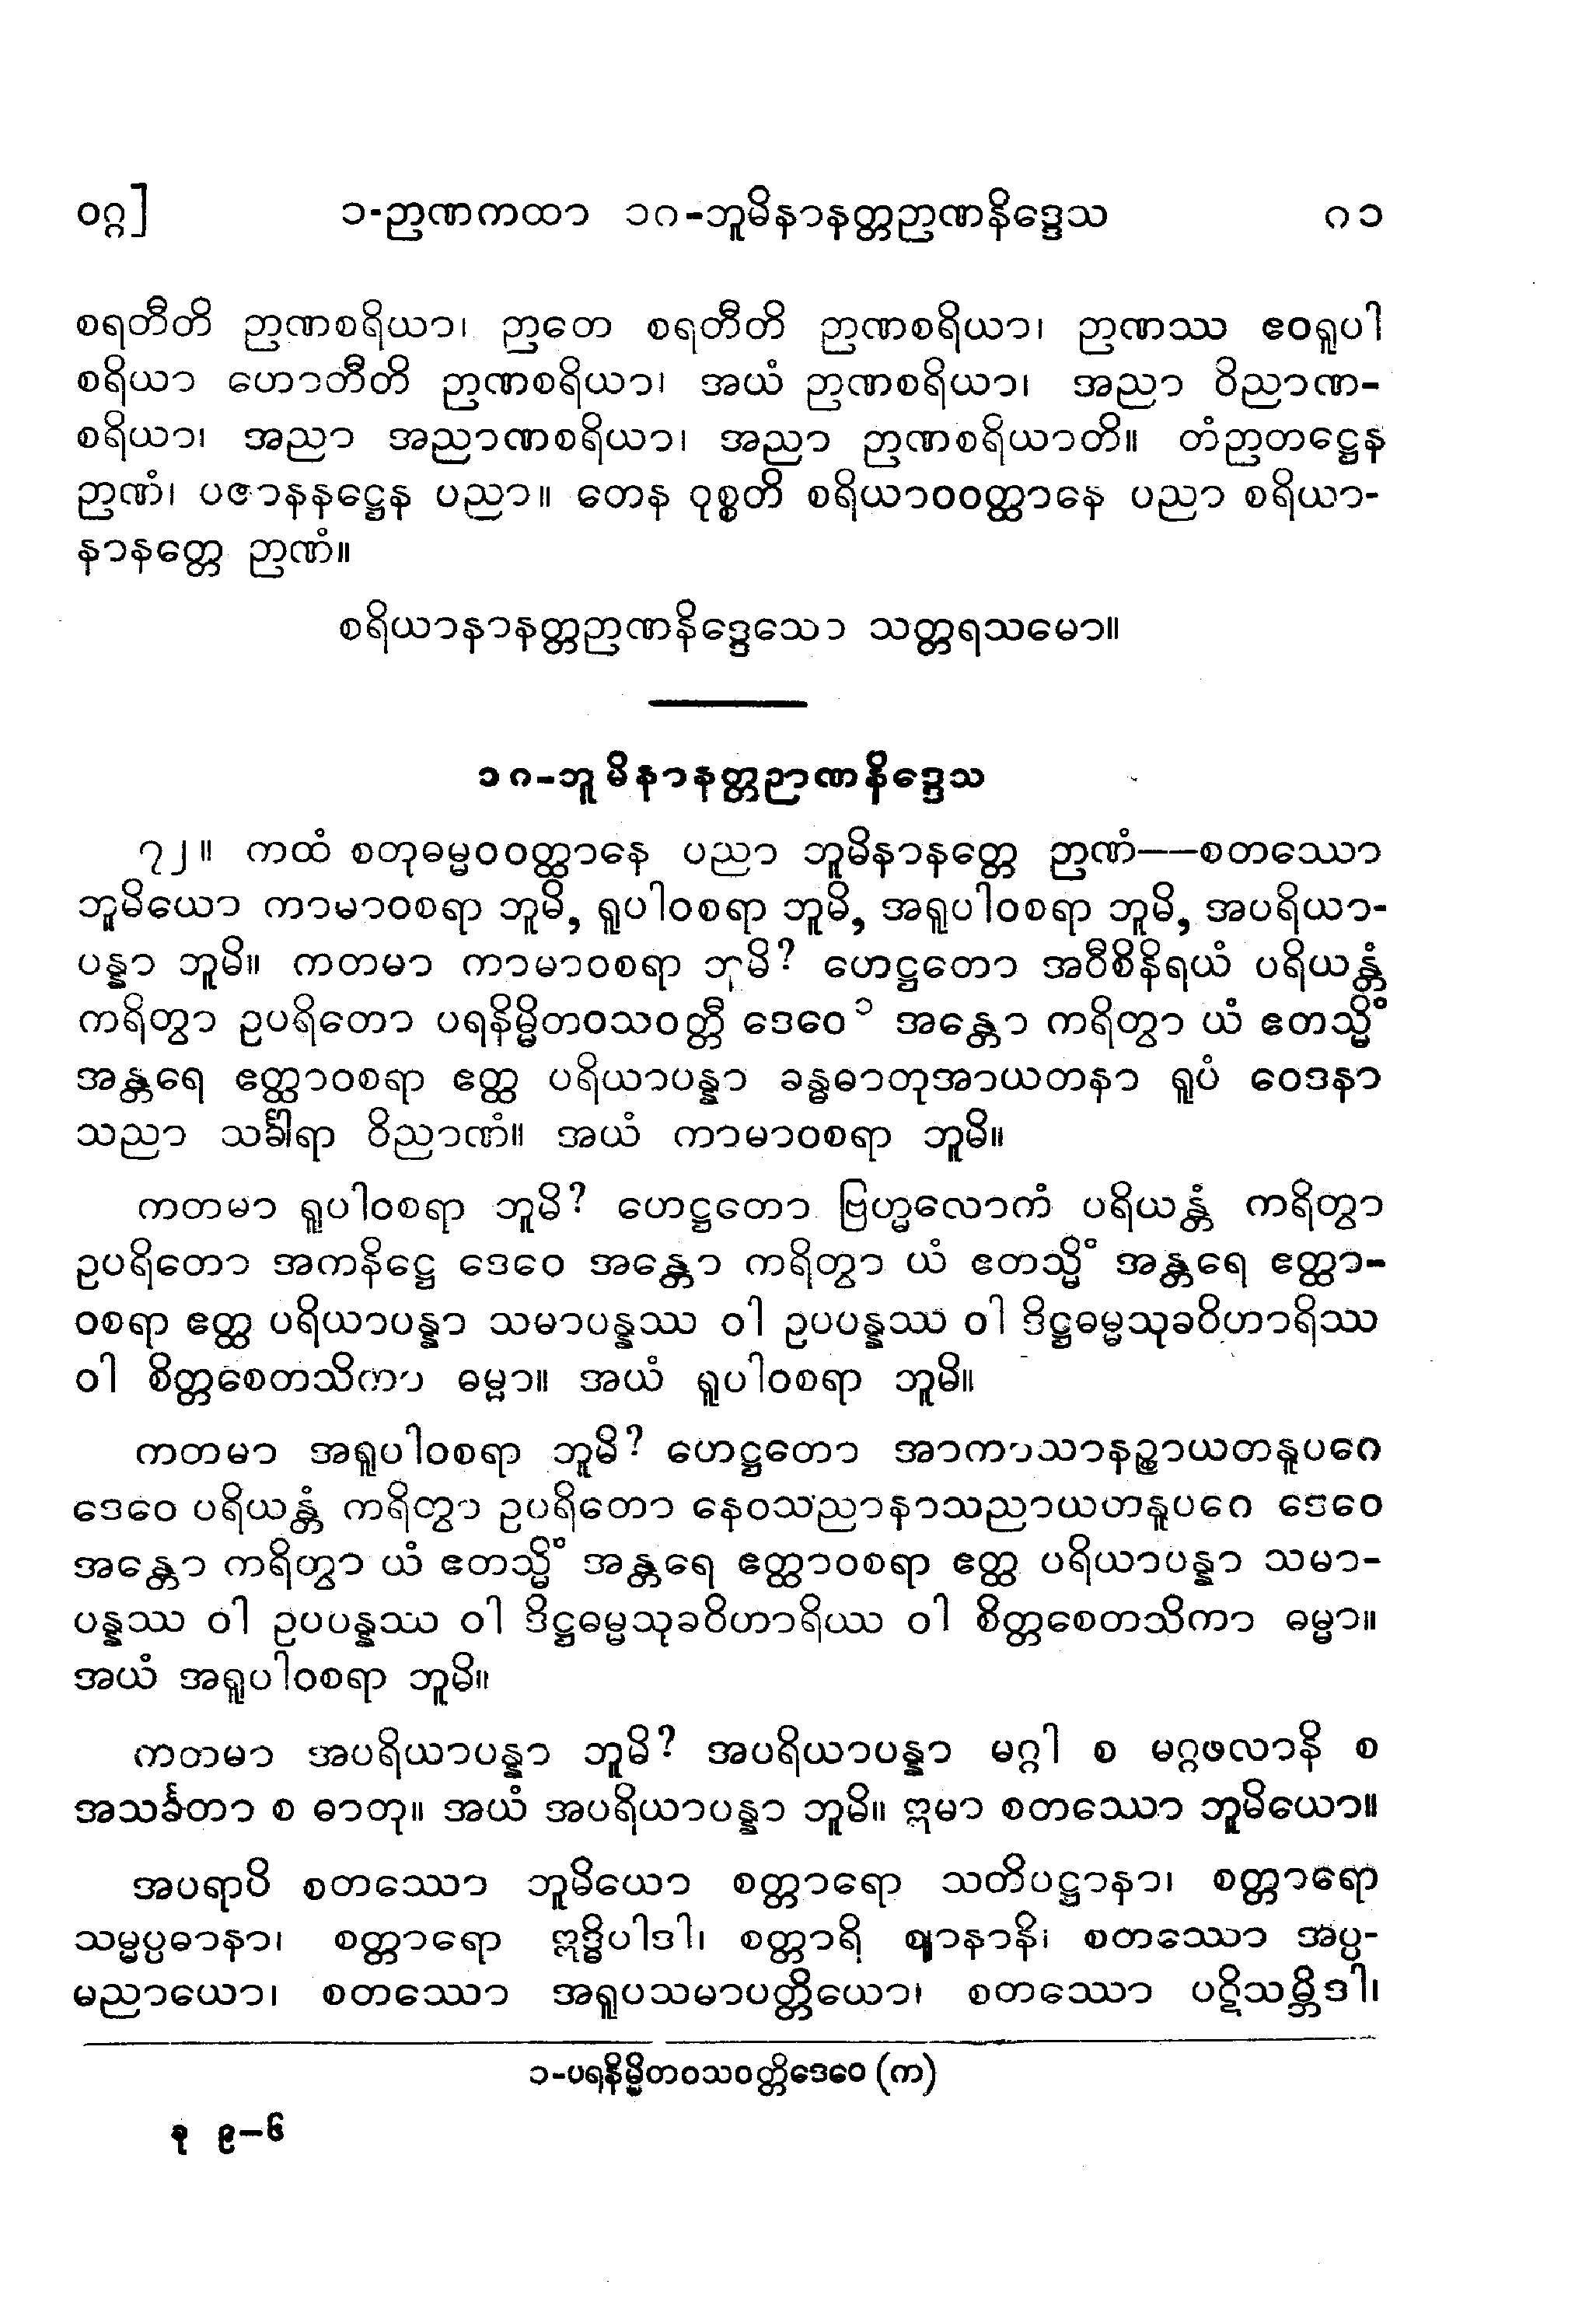 ဝဂ္ဂ] ၁-ဉာဏကထာ ၁၈-ဘူမိနာနတ္တဉာဏနိဒ္ဒေသ ၈၁
စရတီတိ ဉာဏစရိယာ၊ ဉာတေ စရတီတိ ဉာဏစရိယာ၊ ဉာဏဿ ဧဝရူပါ
စရိယာ ဟောတီတိ ဉာဏစရိယာ၊ အယံ ဉာဏစရိယာ၊ အညာ ဝိညာဏ-
စရိယာ၊ အညာ အညာဏစရိယာ၊ အညာ ဉာဏစရိယာတိ။ တံဉာတဋ္ဌေန
ဉာဏံ၊ ပဇာနနဋ္ဌေန ပညာ။ တေန ဝုစ္စတိ စရိယာဝဝတ္ထာနေ ပညာ စရိယာ-
နာနတ္တေ ဉာဏံ။
စရိယာနာနတ္တဉာဏနိဒ္ဒေသော သတ္တရသမော။
၁၈-ဘူမိနာနတ္တဉာဏနိဒ္ဒေသ
၇၂။ ကထံ စတုဓမ္မဝဝတ္ထာနေ ပညာ ဘူမိနာနတ္တေ ဉာဏံ——စတဿော
ဘူမိယော ကာမာဝစရာ ဘူမိ, ရူပါဝစရာ ဘူမိ, အရူပါဝစရာ ဘူမိ, အပရိယာ-
ပန္နာ ဘူမိ။ ကတမာ ကာမာဝစရာ ဘူမိ? ဟေဋ္ဌတော အဝီစိနိရယံ ပရိယန္တံ
ကရိတွာ ဥပရိတော ပရနိမ္မိတဝသဝတ္တီ ဒေဝေ ၁ အန္တော ကရိတွာ ယံ ဧတသ္မိံ
အန္တရေ ဧတ္ထာဝစရာ ဧတ္ထ ပရိယာပန္နာ ခန္ဓဓာတုအာယတနာ ရူပံ ဝေဒနာ
သညာ သင်္ခါရာ ဝိညာဏံ။ အယံ ကာမာဝစရာ ဘူမိ။
ကတမာ ရူပါဝစရာ ဘူမိ? ဟေဋ္ဌတော ဗြဟ္မလောကံ ပရိယန္တံ ကရိတွာ
ဥပရိတော အကနိဋ္ဌေ ဒေဝေ အန္တော ကရိတွာ ယံ ဧတသ္မိံ အန္တရေ ဧတ္ထာ-
ဝစရာ ဧတ္ထ ပရိယာပန္နာ သမာပန္နဿ ဝါ ဥပပန္နဿ ဝါ ဒိဋ္ဌဓမ္မသုခဝိဟာရိဿ
ဝါ စိတ္တစေတသိကာ ဓမ္မာ။ အယံ ရူပါဝစရာ ဘူမိ။
ကတမာ အရူပါဝစရာ ဘူမိ? ဟေဋ္ဌတော အာကာသာနဉ္စာယတနူပဂေ
ဒေဝေ ပရိယန္တံ ကရိတွာ ဥပရိတော နေဝသညာနာသညာယတနူပဂေ ဒေဝေ
အန္တော ကရိတွာ ယံ ဧတသ္မိံ အန္တရေ ဧတ္ထာဝစရာ ဧတ္ထ ပရိယာပန္နာ သမာ-
ပန္နဿ ဝါ ဥပပန္နဿ ဝါ ဒိဋ္ဌဓမ္မသုခဝိဟာရိဿ ဝါ စိတ္တစေတသိကာ ဓမ္မာ။
အယံ အရူပါဝစရာ ဘူမိ။
ကတမာ အပရိယာပန္နာ ဘူမိ? အပရိယာပန္နာ မဂ္ဂါ စ မဂ္ဂဖလာနိ စ
အသင်္ခတာ စ ဓာတု။ အယံ အပရိယာပန္နာ ဘူမိ။ ဣမာ စတဿော ဘူမိယော။
အပရာပိ စတဿော ဘူမိယော စတ္တာရော သတိပဋ္ဌာနာ၊ စတ္တာရော
သမ္မပ္ပဓာနာ၊ စတ္တာရော ဣဒ္ဓိပါဒါ၊ စတ္တာရိ ဈာနာနိ၊ စတဿော အပ္ပ-
မညာယော၊ စတဿော အရူပသမာပတ္တိယော၊ စတဿော ပဋိသမ္ဘိဒါ၊
၁-ပရနိမ္မိတဝသဝတ္တိဒေဝေ (က)
ခု ၉—၆